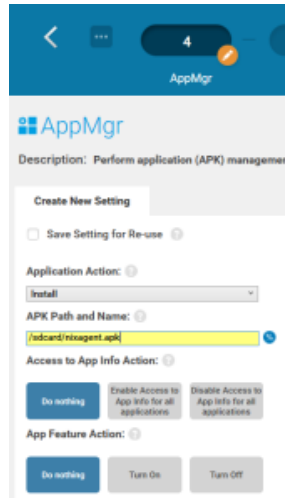 4
AppMgr
AppMgr
Description: Perform application (APK) manageme
Create New Setting
Save Setting for Re-use
Application Action:
Install
APK Path and Name:
/sdcard/nixagent.apk
Access to App Info Action:
Do nothing
Enable Access to App Info for all applications
Disable Access to App Info for all applications
App Feature Action:
Do nothing
Turn On
Turn Off